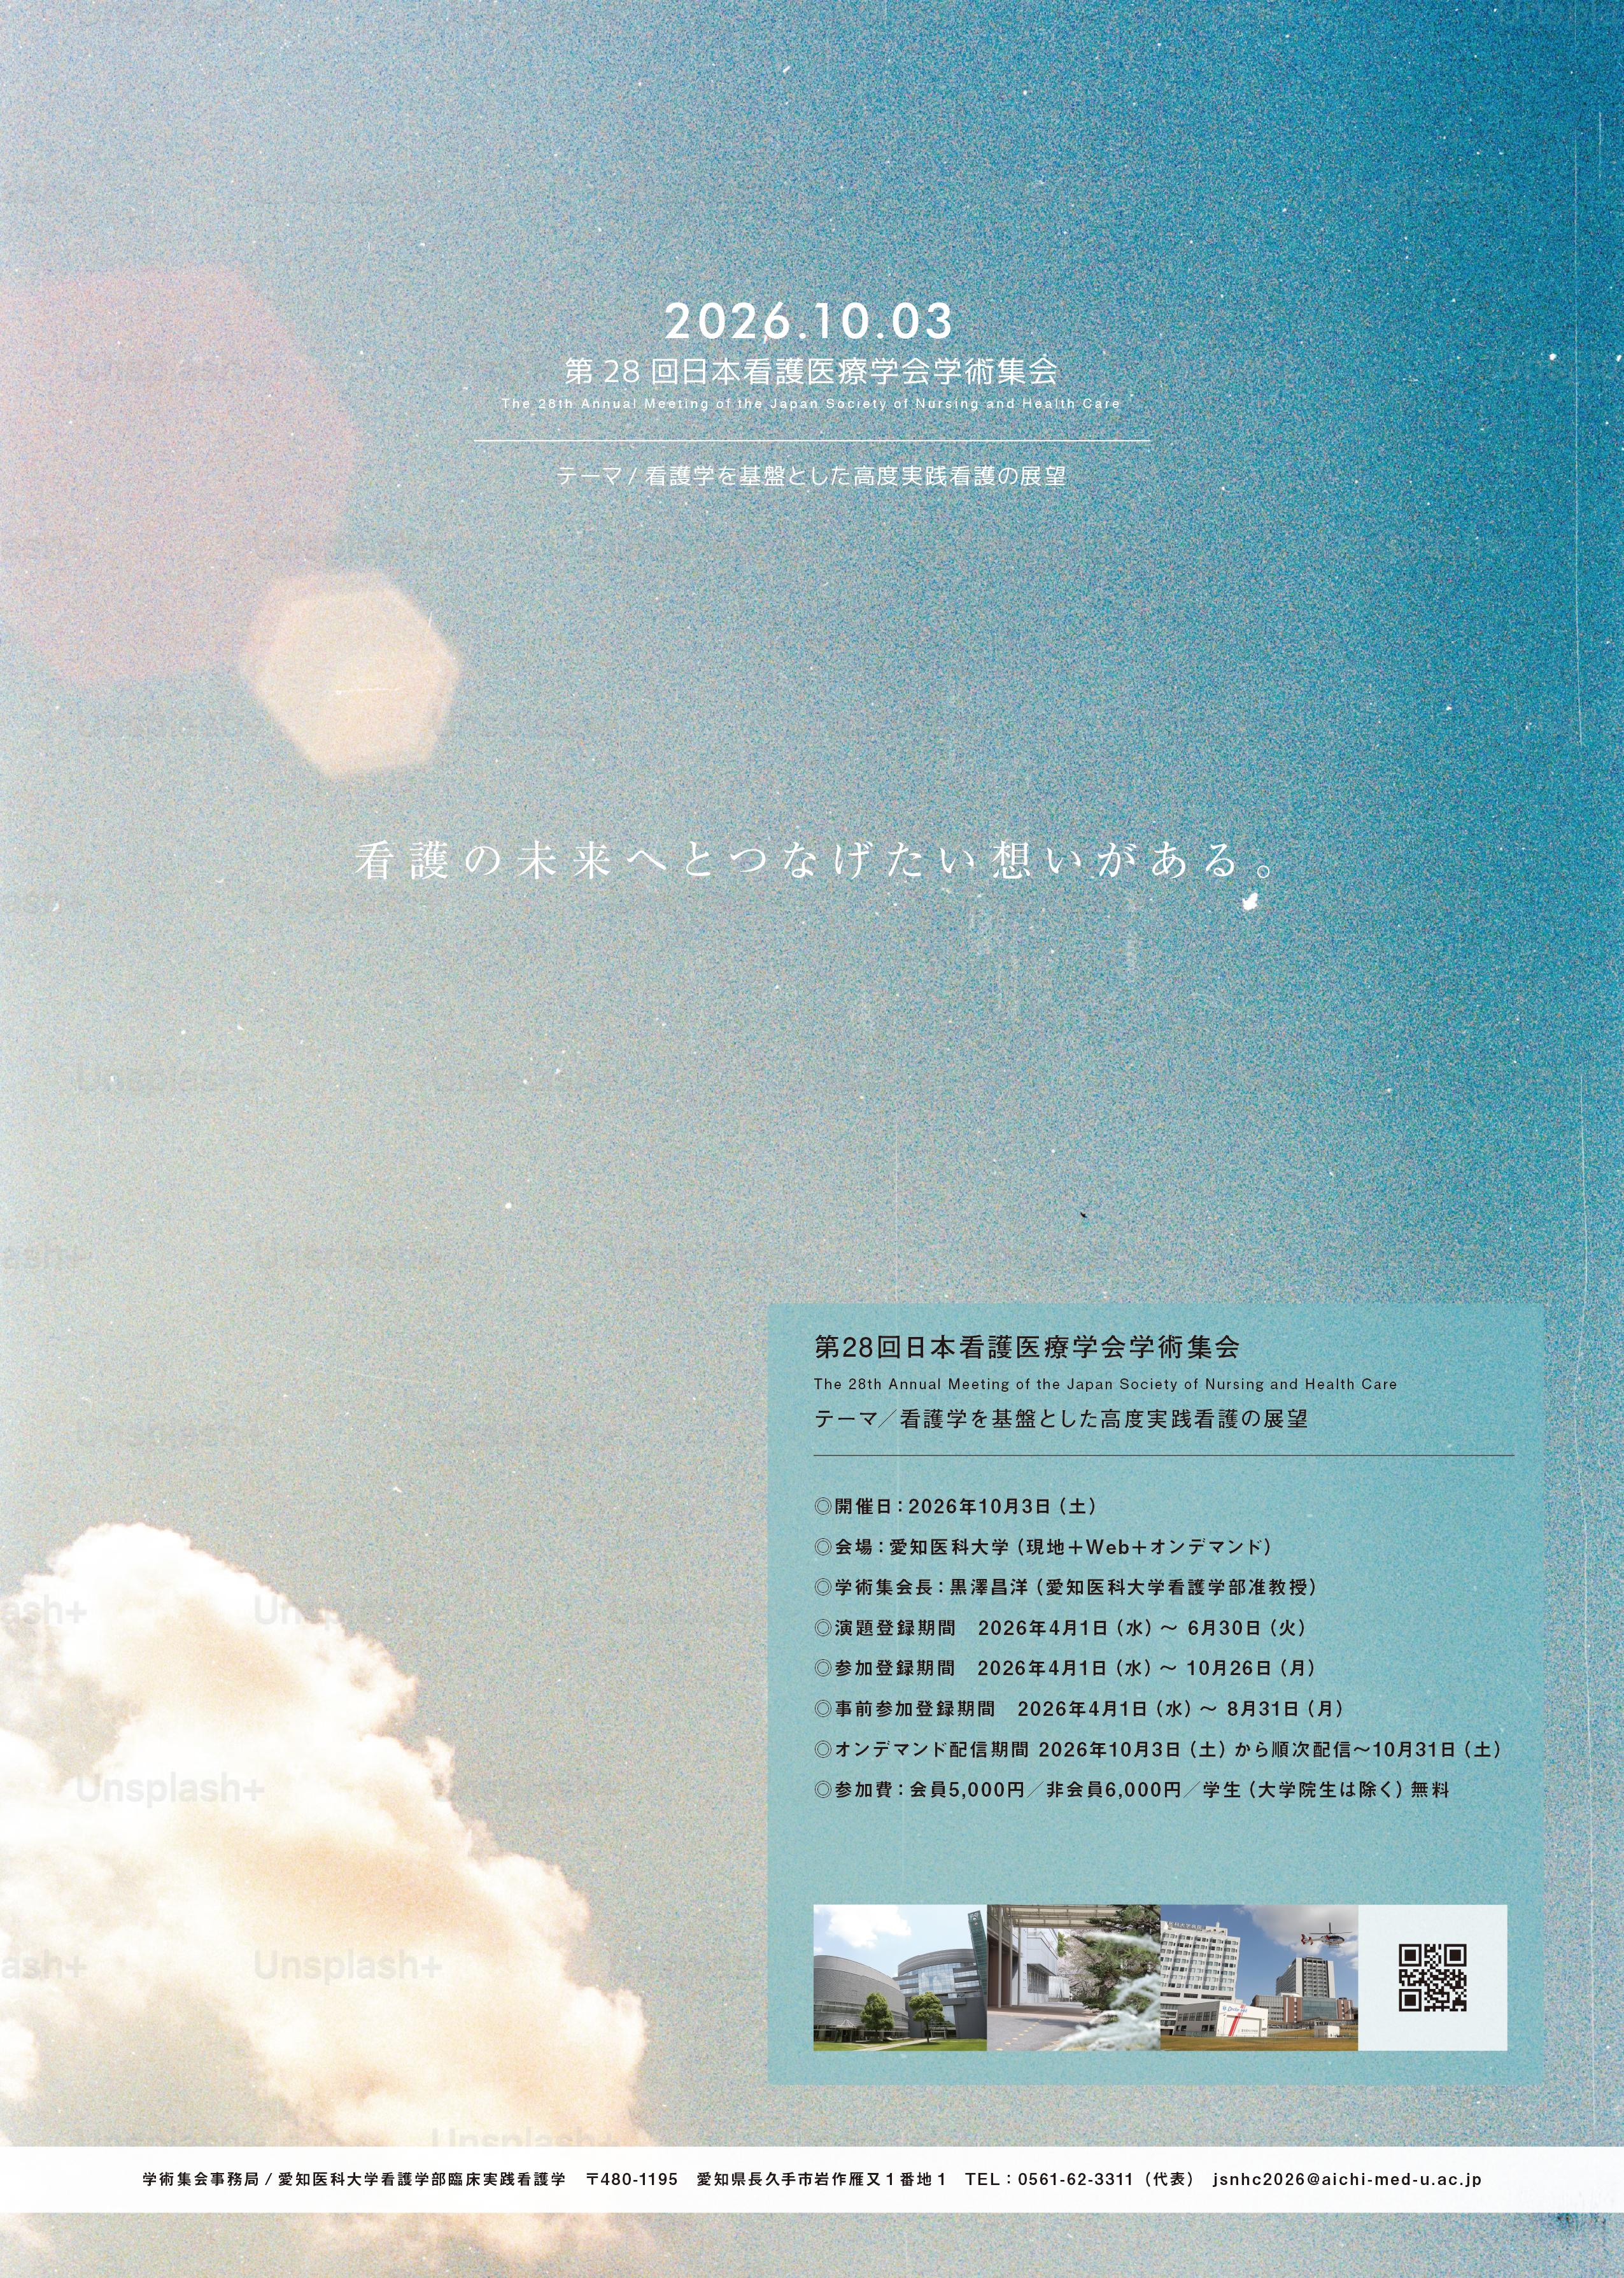 2026.10.03
第 28 回日本看護医療学会学術集会
The 28th Annual Meeting of the Japan Society of Nursing and Health Care
テーマ / 看護学を基盤とした高度実践看護の展望
看護の未来へとつなげたい想いがある。
第28回日本看護医療学会学術集会
The 28th Annual Meeting of the Japan Society of Nursing and Health Care
テーマ／看護学を基盤とした高度実践看護の展望
◎開催日：2026年10月3日（土）
◎会場：愛知医科大学（現地＋Web＋オンデマンド）
◎学術集会長：黒澤昌洋（愛知医科大学看護学部准教授）
◎演題登録期間　2026年4月1日（水）～ 6月30日（火）
◎参加登録期間　2026年4月1日（水）～ 10月26日（月）
◎事前参加登録期間　2026年4月1日（水）～ 8月31日（月）
◎オンデマンド配信期間 2026年10月3日（土）から順次配信～10月31日（土）
◎参加費：会員5,000円／非会員6,000円／学生（大学院生は除く）無料
Unsplash+
Unsplash+
Unsplash+
学術集会事務局 / 愛知医科大学看護学部臨床実践看護学　〒480-1195　愛知県長久手市岩作雁又１番地１　TEL：0561-62-3311（代表）　jsnhc2026@aichi-med-u.ac.jp